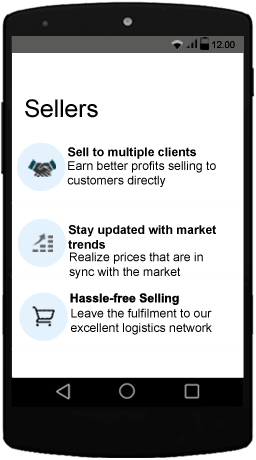 12.00
Sellers
Sell to multiple clients
Earn better profits selling to
customers directly
Stay updated with market
trends
Realize prices that are in
sync with the market
Hassle-free Selling
Leave the fulfilment to our
excellent logistics network